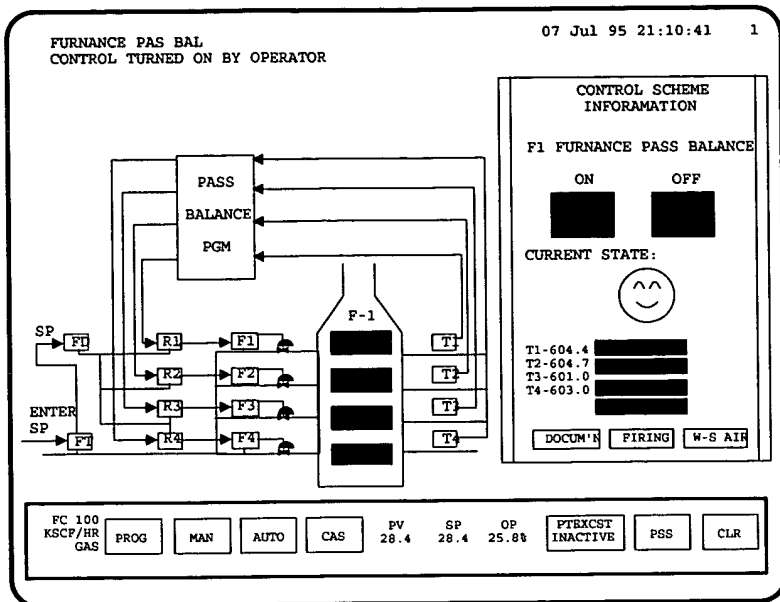 FURNANCE PAS BAL
CONTROL TURNED ON BY OPERATOR
07 Jul 95 21:10:41 1
CONTROL SCHEME
INFORAMATION
F1 FURNANCE PASS BALANCE
ON OFF
CURRENT STATE:
T1-604.4
T2-604.7
T3-601.0
T4-603.0
DOCUM'N FIRING W-S AIR
PASS
BALANCE
PGM
F-1
SP FD R1 F1 T1
R2 F2 T2
R3 F3 T3
ENTER
SP FT R4 F4 T4
FC 100
KSCF/HR
GAS
PROG MAN AUTO CAS
PV SP OP
28.4 28.4 25.8%
PTEXCST
INACTIVE
PSS CLR